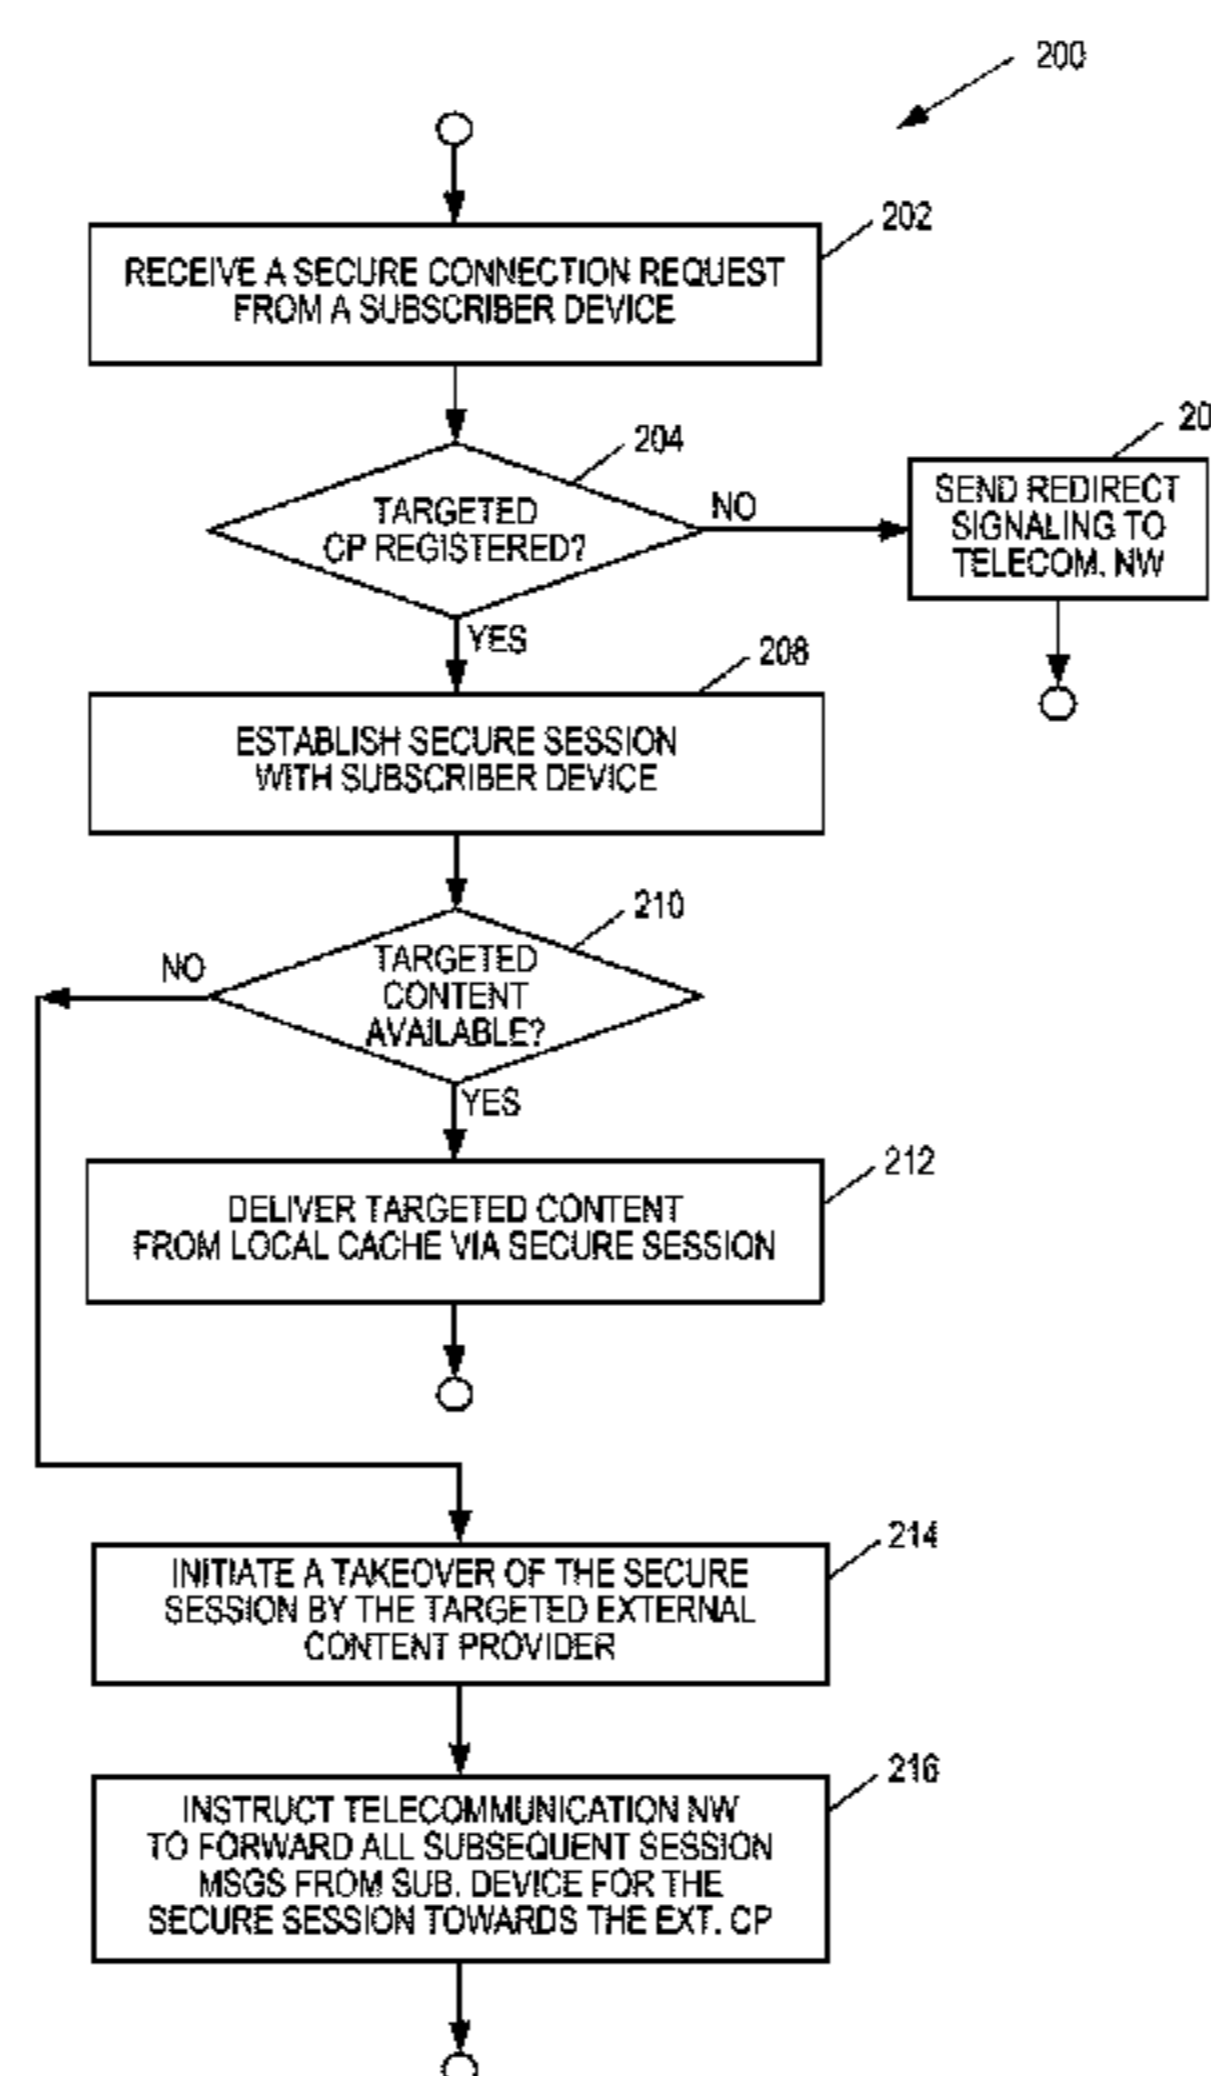 200
202
RECEIVE A SECURE CONNECTION REQUEST
FROM A SUBSCRIBER DEVICE
204
TARGETED
CP REGISTERED?
NO
20
SEND REDIRECT
SIGNALING TO
TELECOM. NW
YES
208
ESTABLISH SECURE SESSION
WITH SUBSCRIBER DEVICE
210
TARGETED
CONTENT
AVAILABLE?
NO
YES
212
DELIVER TARGETED CONTENT
FROM LOCAL CACHE VIA SECURE SESSION
214
INITIATE A TAKEOVER OF THE SECURE
SESSION BY THE TARGETED EXTERNAL
CONTENT PROVIDER
216
INSTRUCT TELECOMMUNICATION NW
TO FORWARD ALL SUBSEQUENT SESSION
MSGS FROM SUB. DEVICE FOR THE
SECURE SESSION TOWARDS THE EXT. CP